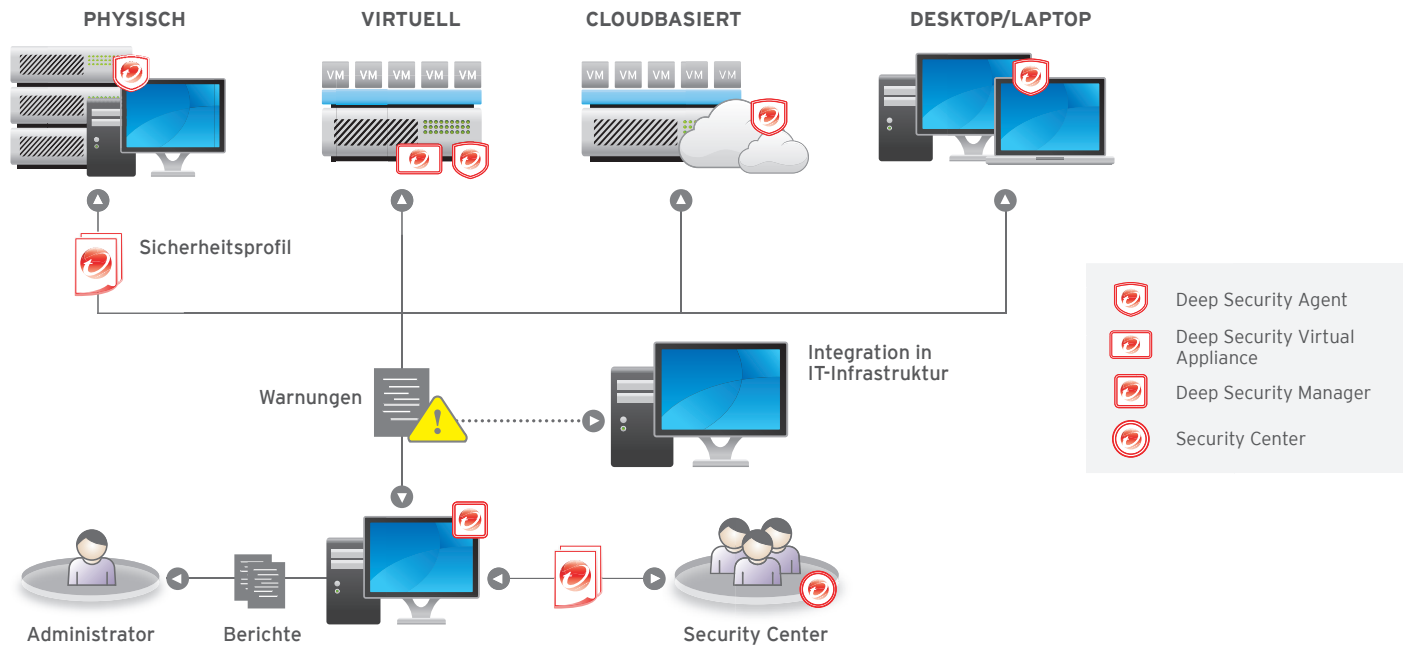 PHYSISCH
VIRTUELL
CLOUDBASIERT
DESKTOP/LAPTOP
VM VM VM VM VM
VM VM VM VM VM
Sicherheitsprofil
Warnungen
!
Integration in
IT-Infrastruktur
Deep Security Agent
Deep Security Virtual
Appliance
Deep Security Manager
Security Center
Administrator
Berichte
Security Center